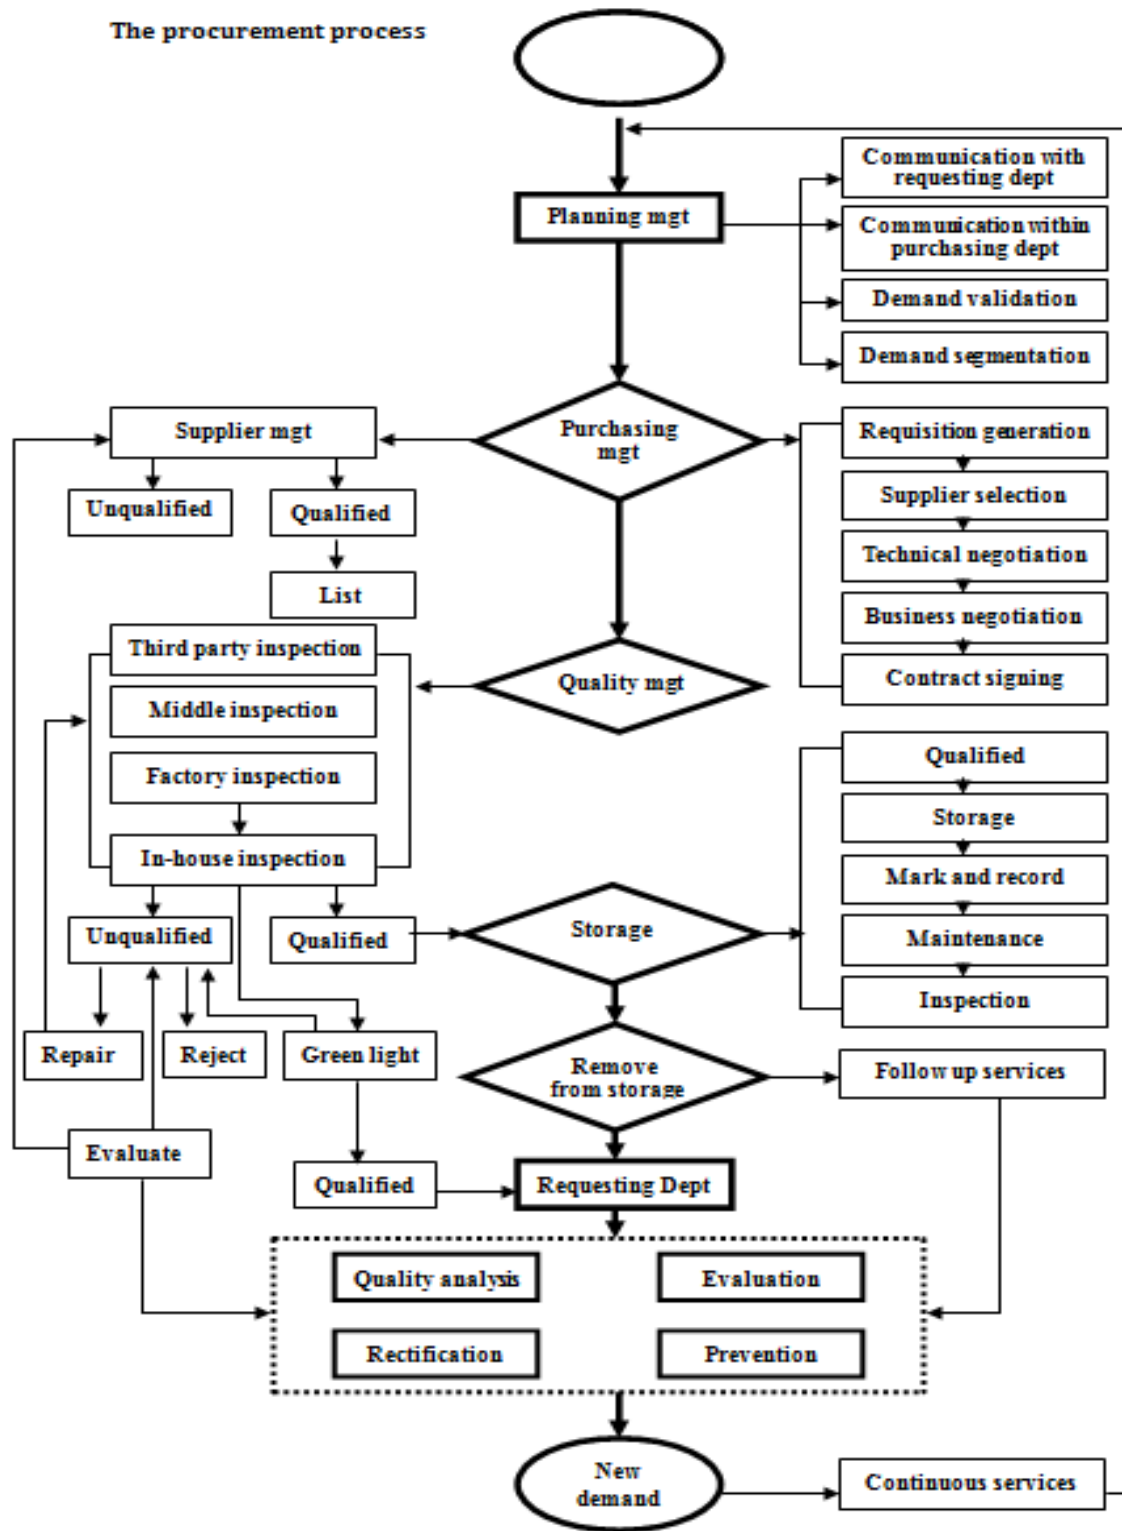 The procurement process
Communication with
requesting dept
Planning mgt
Communication within
purchasing dept
Demand validation
Demand segmentation
Supplier mgt
Purchasing
mgt
Requisition generation
Unqualified
Qualified
Supplier selection
Technical negotiation
List
Business negotiation
Third party inspection
Quality mgt
Contract signing
Middle inspection
Factory inspection
Qualified
Storage
In-house inspection
Mark and record
Unqualified
Qualified
Storage
Maintenance
Inspection
Repair
Reject
Green light
Remove
from storage
Follow up services
Evaluate
Qualified
Requesting Dept
Quality analysis
Evaluation
Rectification
Prevention
New
demand
Continuous services